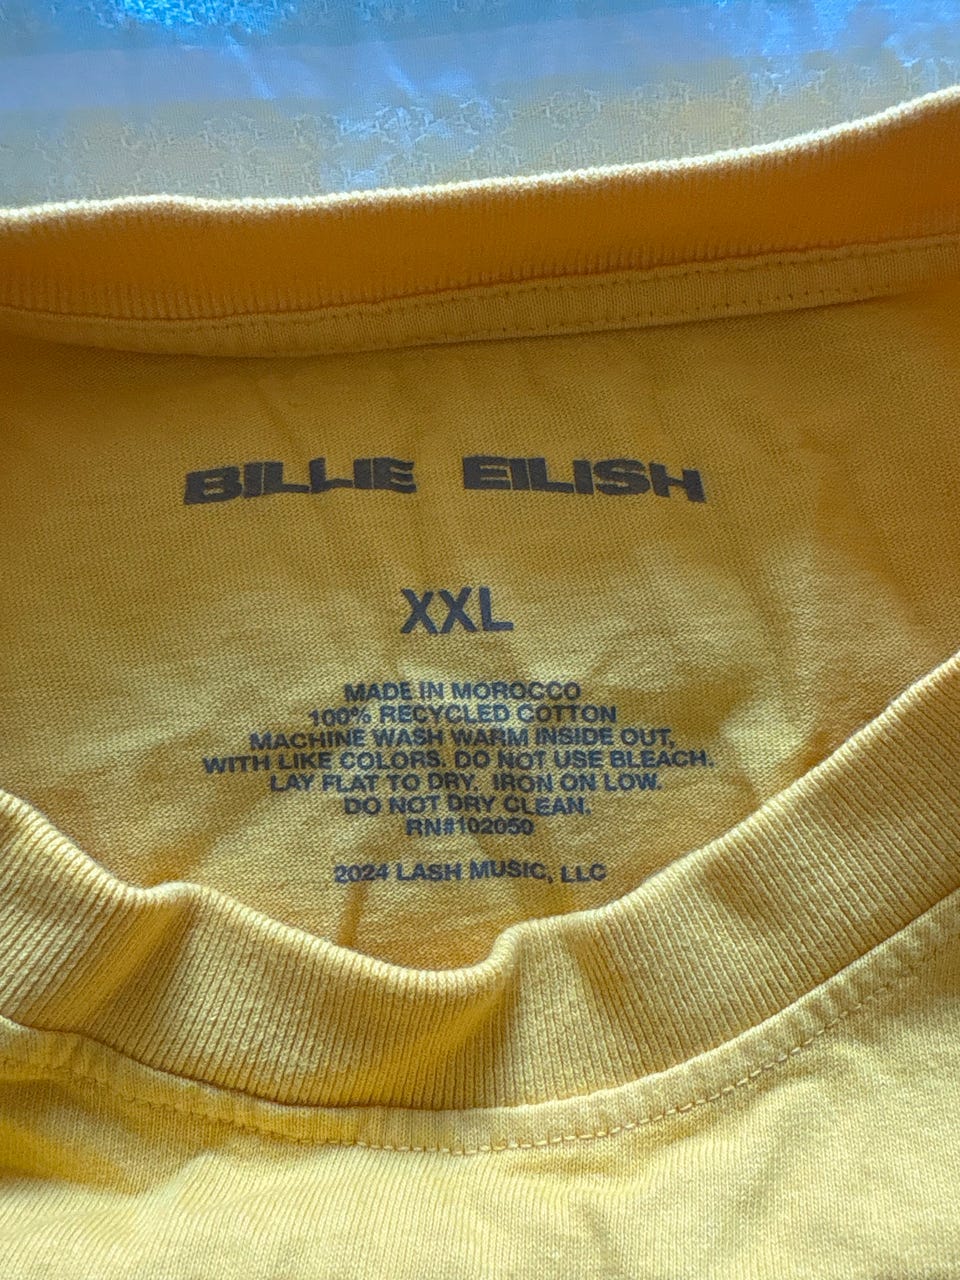 BILLIE EILISH
XXL
MADE IN MOROCCO
100% RECYCLED COTTON
MACHINE WASH WARM INSIDE OUT,
WITH LIKE COLORS. DO NOT USE BLEACH.
LAY FLAT TO DRY. IRON ON LOW.
DO NOT DRY CLEAN.
RN#102050
2024 LASH MUSIC, LLC